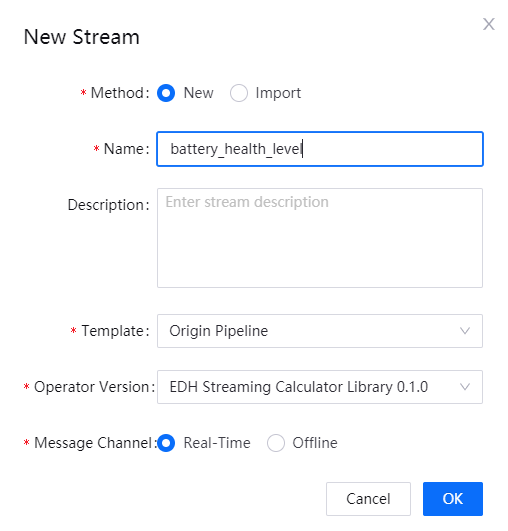 New Stream
* Method: New Import
* Name: battery_health_level
Description: Enter stream description
* Template: Origin Pipeline
* Operator Version: EDH Streaming Calculator Library 0.1.0
* Message Channel: Real-Time Offline
Cancel OK